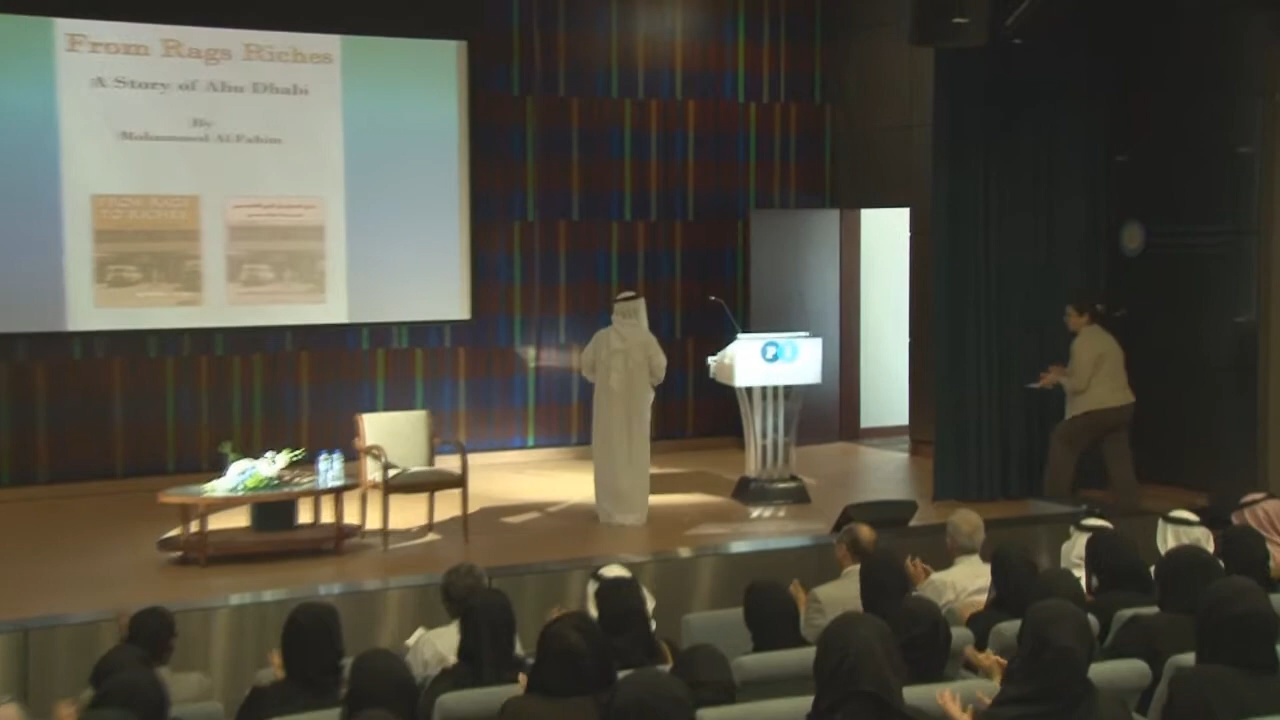 From Rags Riches
A Story of Abu Dhabi
By
Mohammed Al-Fahim
FROM RAGS
TO RICHES